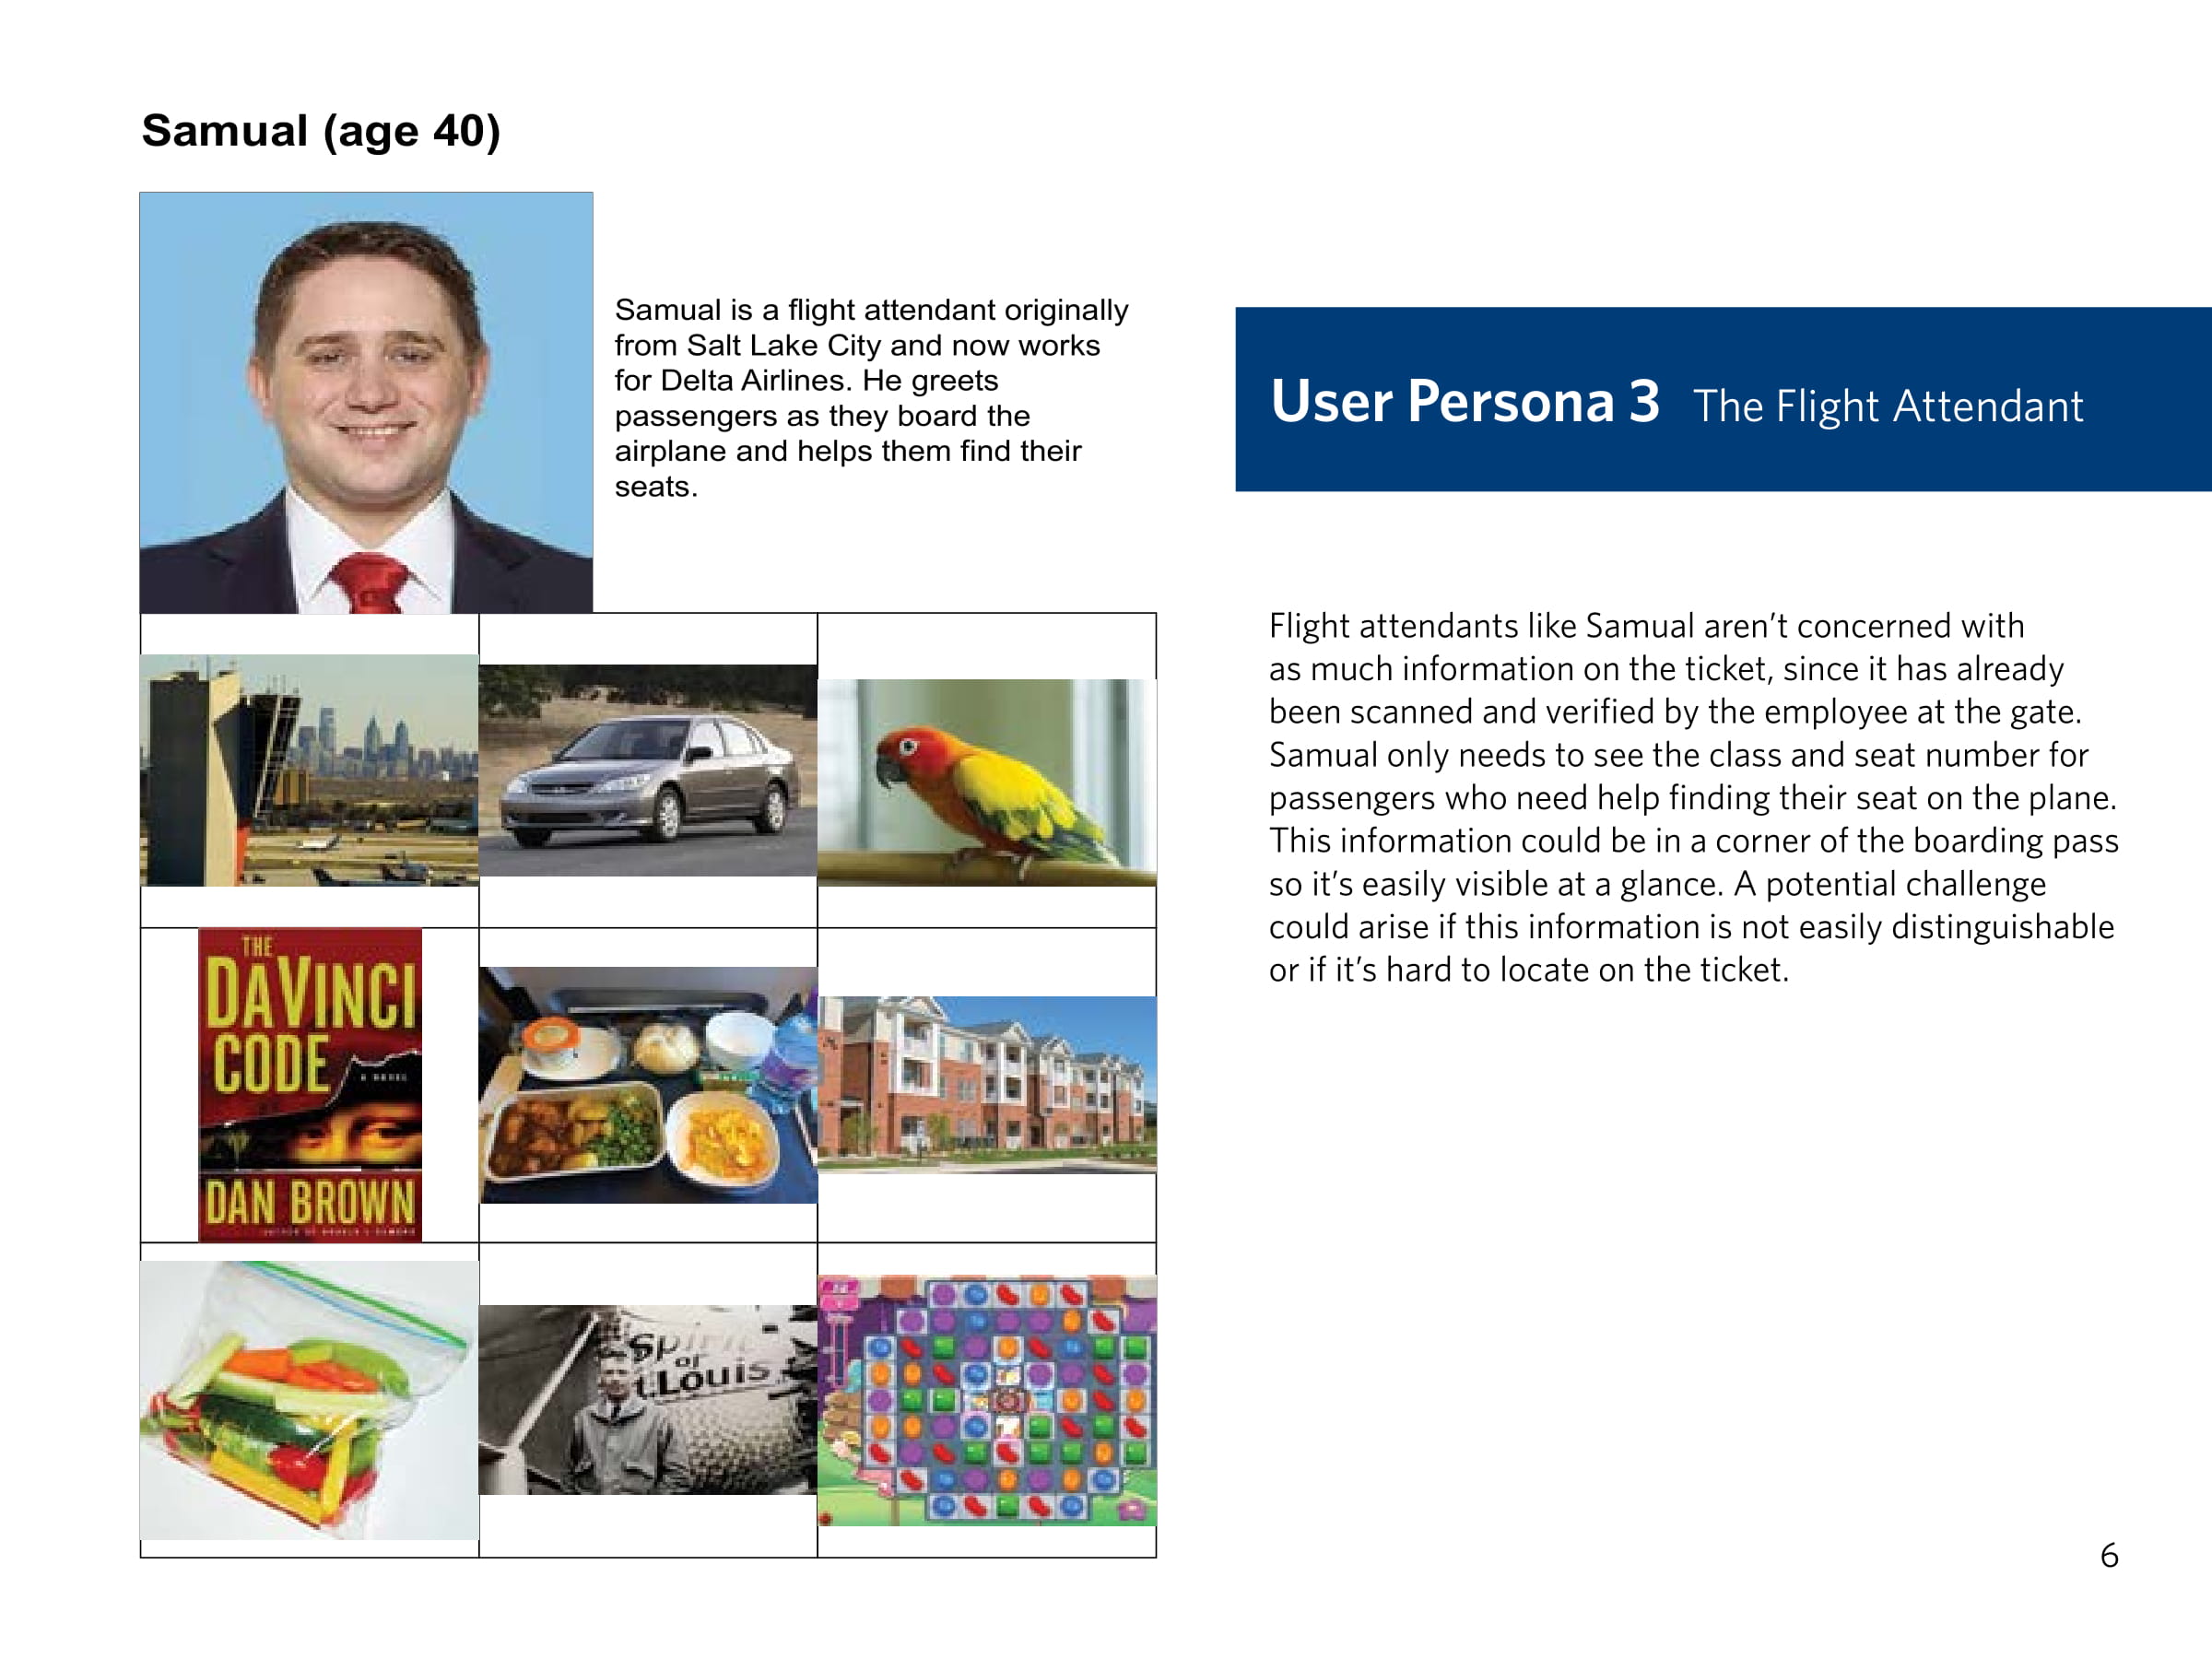 Samual (age 40)
Samual is a flight attendant originally
from Salt Lake City and now works
for Delta Airlines. He greets
passengers as they board the
airplane and helps them find their
seats.
User Persona 3 The Flight Attendant
Flight attendants like Samual aren’t concerned with
as much information on the ticket, since it has already
been scanned and verified by the employee at the gate.
Samual only needs to see the class and seat number for
passengers who need help finding their seat on the plane.
This information could be in a corner of the boarding pass
so it’s easily visible at a glance. A potential challenge
could arise if this information is not easily distinguishable
or if it’s hard to locate on the ticket.
THE
DAVINCI
CODE
A NOVEL
DAN BROWN
Spirit
of
t.Louis
6